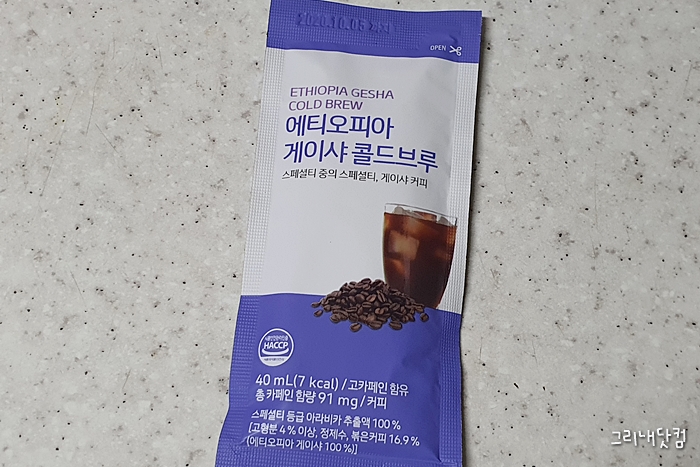 2020.10.05 까지
OPEN
ETHIOPIA GESHA
COLD BREW
에티오피아
게이샤 콜드브루
스페셜티 중의 스페셜티, 게이샤 커피
HACCP
40 mL(7 kcal)/고카페인 함유
총 카페인 함량 91 mg/커피
스페셜티 등급 아라비카 추출액 100 %
[고형분 4 % 이상, 정제수, 볶은커피 16.9 %
(에티오피아 게이샤 100 %)]
그리내닷컴